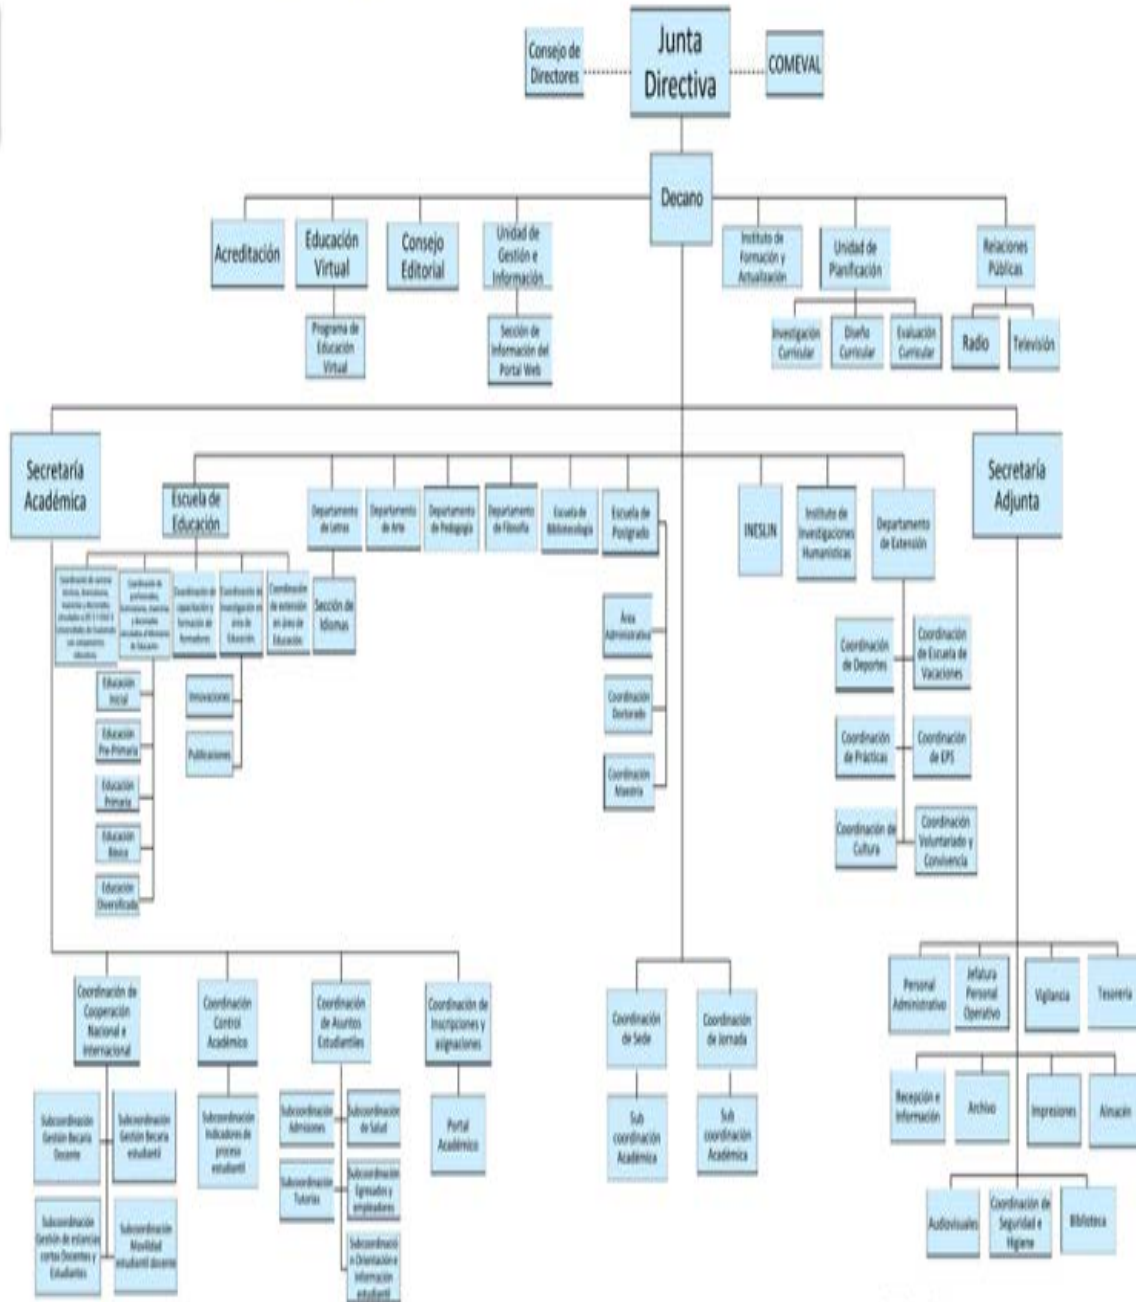 Junta
Directiva
Consejo de
Directores
COMEVAL
Decano
Acreditación
Educación
Virtual
Consejo
Editorial
Unidad de
Gestión e
Información
Instituto de
Formación y
Actualización
Unidad de
Planificación
Relaciones
Públicas
Programa de
Educación
Virtual
Sección de
Información del
Portal Web
Investigación
Curricular
Diseño
Curricular
Evaluación
Curricular
Radio
Televisión
Secretaría
Académica
Secretaría
Adjunta
Escuela de
Educación
Departamento
de Letras
Departamento
de Arte
Departamento
de Pedagogía
Departamento
de Filosofía
Escuela de
Bibliotecología
Escuela de
Postgrado
INESLIN
Instituto de
Investigaciones
Humanísticas
Departamento
de Extensión
Coordinación de
capacitación y
formación de
formadores
Coordinación de
investigación en
área de
Educación
Coordinación
de extensión
en área de
Educación
Sección de
Idiomas
Educación
Inicial
Educación
Pre-Primaria
Educación
Primaria
Educación
Básica
Educación
Diversificada
Innovaciones
Publicaciones
Área
Administrativa
Coordinación
Doctorado
Coordinación
Maestría
Coordinación
de Deportes
Coordinación
de Escuela de
Vacaciones
Coordinación
de Prácticas
Coordinación
de EPS
Coordinación de
Cultura
Coordinación
Voluntariado y
Convivencia
Coordinación de
Cooperación
Nacional e
Internacional
Coordinación
Control
Académico
Coordinación
de Asuntos
Estudiantiles
Coordinación de
Inscripciones y
asignaciones
Subcoordinación
Gestión Becaria
Docente
Subcoordinación
Gestión Becaria
estudiantil
Subcoordinación
Gestión de estancias
cortas Docentes y
Estudiantes
Subcoordinación
Movilidad
estudiantil docente
Subcoordinación
Indicadores de
proceso
estudiantil
Subcoordinación
Admisiones
Subcoordinación
de Salud
Subcoordinación
Tutorías
Subcoordinación
Egresados y
empleadores
Subcoordinació
n Orientación e
Información
estudiantil
Portal
Académico
Coordinación
de Sede
Coordinación
de Jornada
Sub
coordinación
Académica
Sub
coordinación
Académica
Personal
Administrativo
Jefatura
Personal
Operativo
Vigilancia
Tesorería
Recepción e
Información
Archivo
Impresiones
Almacén
Audiovisuales
Coordinación de
Seguridad e
Higiene
Biblioteca